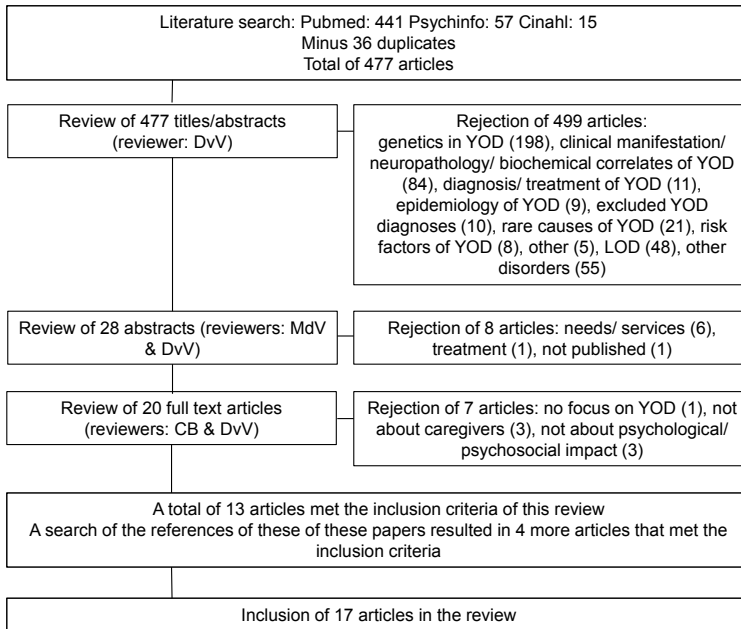 Literature search: Pubmed: 441 Psychinfo: 57 Cinahl: 15
Minus 36 duplicates
Total of 477 articles
Review of 477 titles/abstracts
(reviewer: DvV)
Rejection of 499 articles:
genetics in YOD (198), clinical manifestation/
neuropathology/ biochemical correlates of YOD
(84), diagnosis/ treatment of YOD (11),
epidemiology of YOD (9), excluded YOD
diagnoses (10), rare causes of YOD (21), risk
factors of YOD (8), other (5), LOD (48), other
disorders (55)
Review of 28 abstracts (reviewers: MdV
& DvV)
Rejection of 8 articles: needs/ services (6),
treatment (1), not published (1)
Review of 20 full text articles
(reviewers: CB & DvV)
Rejection of 7 articles: no focus on YOD (1), not
about caregivers (3), not about psychological/
psychosocial impact (3)
A total of 13 articles met the inclusion criteria of this review
A search of the references of these of these papers resulted in 4 more articles that met the
inclusion criteria
Inclusion of 17 articles in the review